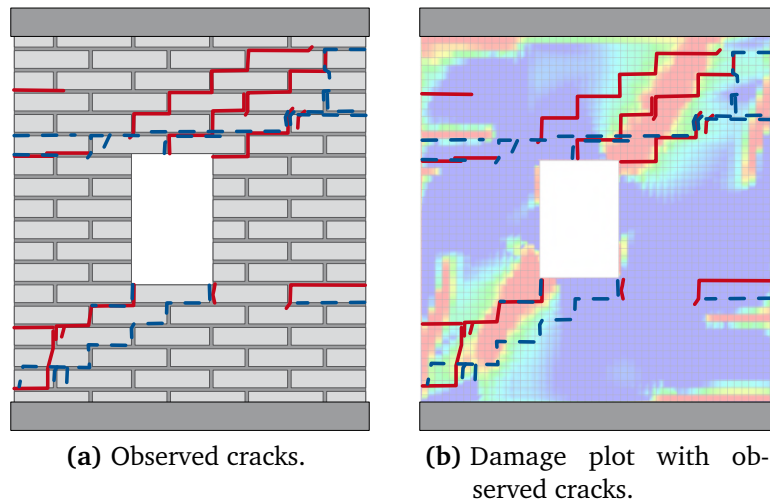 (a) Observed cracks.
(b) Damage plot with ob-
served cracks.